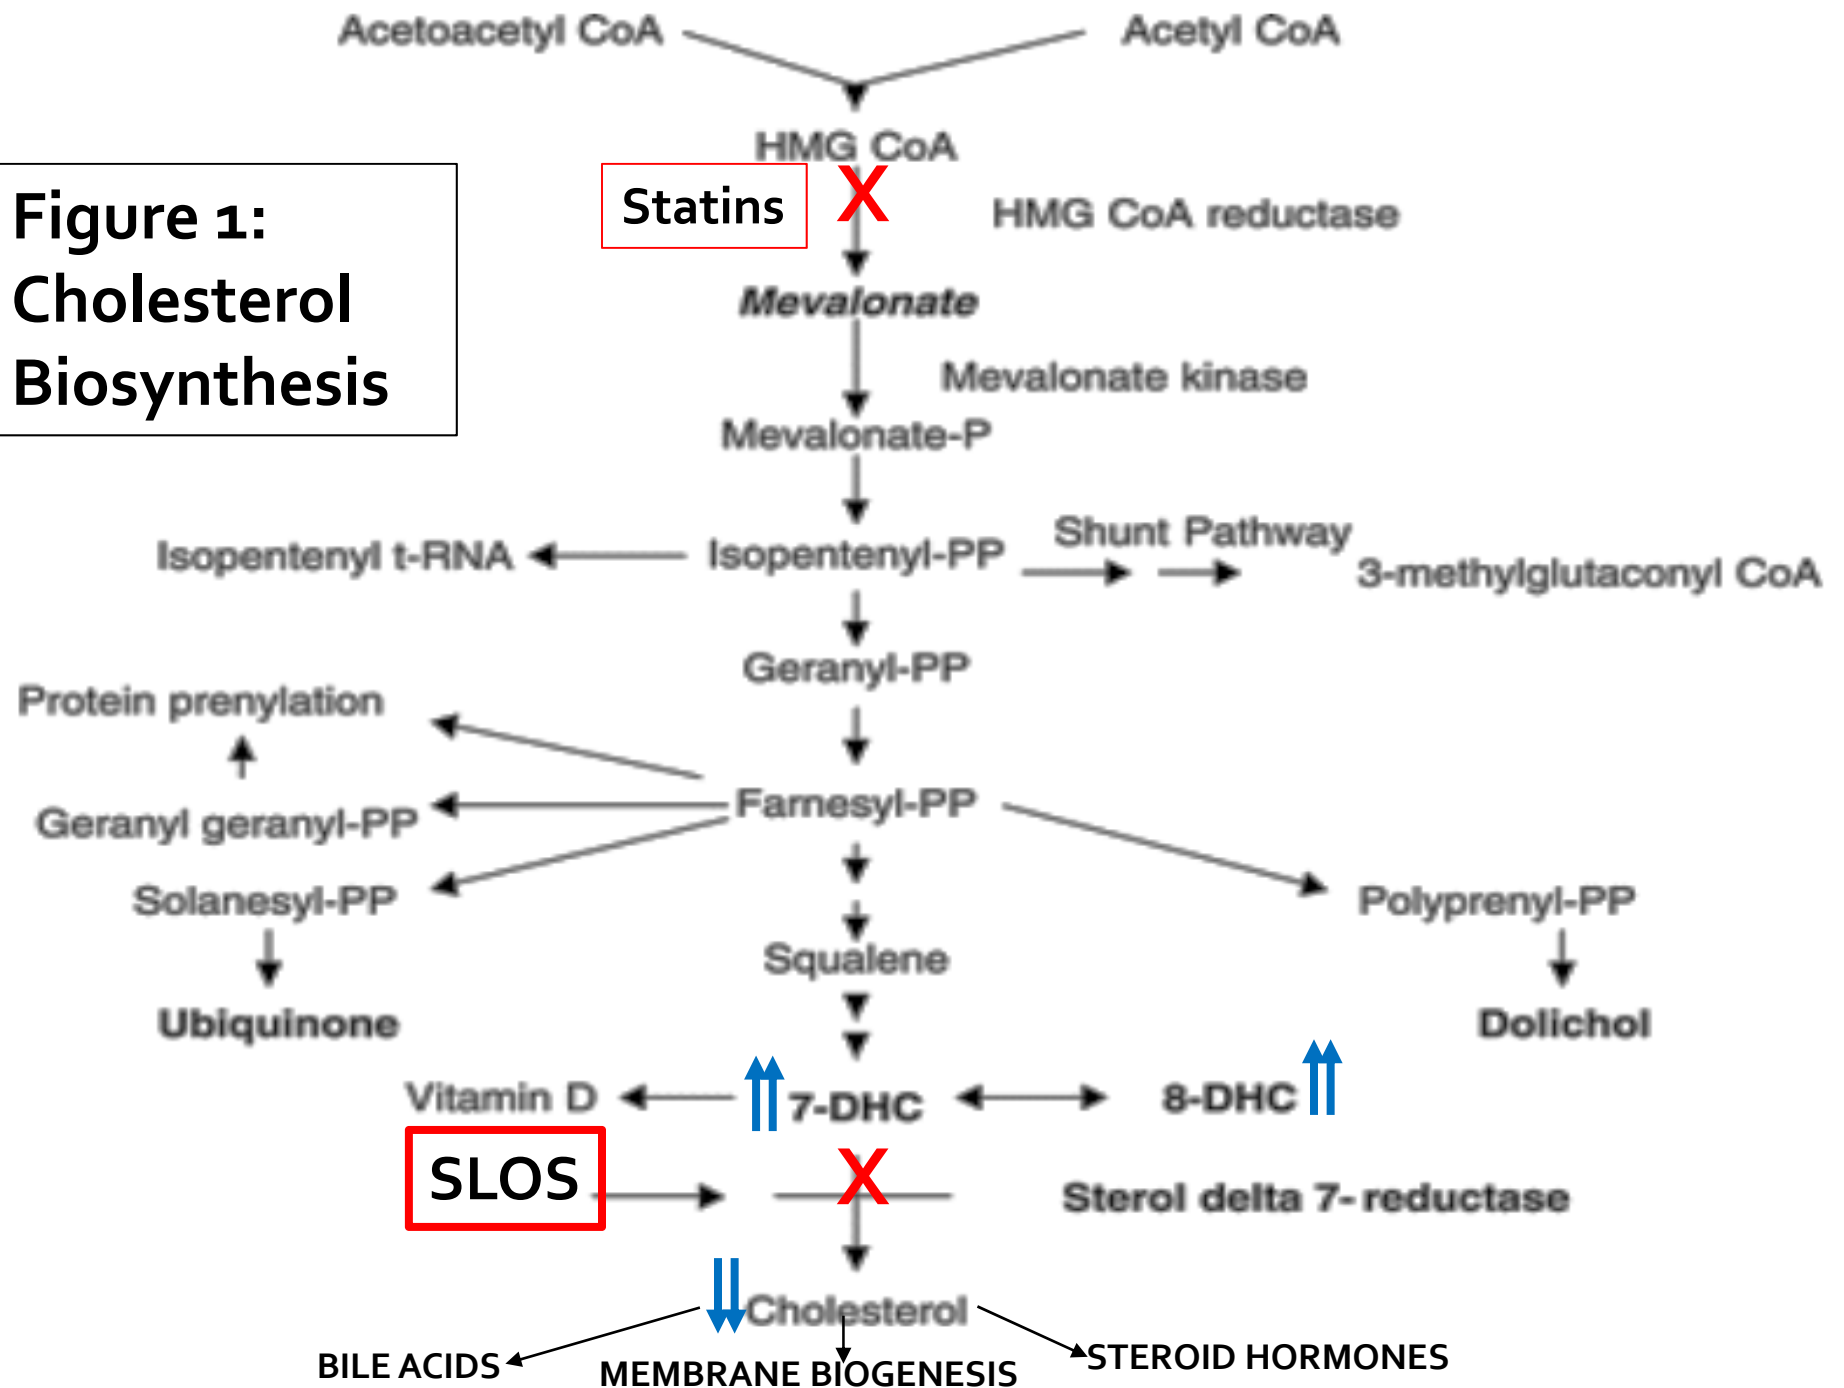 Acetoacetyl CoA
Acetyl CoA
HMG CoA
Figure 1:
Cholesterol
Biosynthesis
Statins
X
HMG CoA reductase
Mevalonate
Mevalonate kinase
Mevalonate-P
Isopentenyl t-RNA
Isopentenyl-PP
Shunt Pathway
3-methylglutaconyl CoA
Geranyl-PP
Protein prenylation
Geranyl geranyl-PP
Farnesyl-PP
Solanesyl-PP
Polyprenyl-PP
Squalene
Ubiquinone
Dolichol
Vitamin D
7-DHC
8-DHC
SLOS
X
Sterol delta 7-reductase
Cholesterol
BILE ACIDS
MEMBRANE BIOGENESIS
STEROID HORMONES